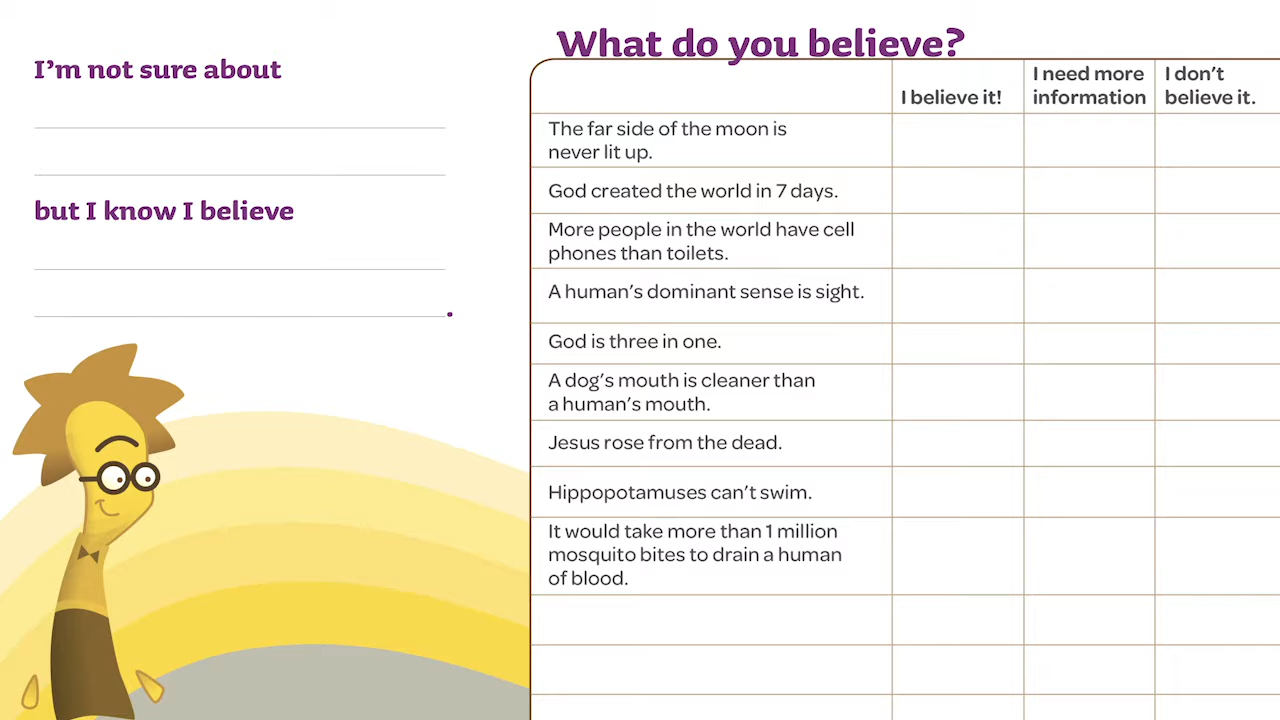 I'm not sure about
but I know I believe
.
What do you believe?
I believe it!
I need more
information
I don't
believe it.
The far side of the moon is
never lit up.
God created the world in 7 days.
More people in the world have cell
phones than toilets.
A human's dominant sense is sight.
God is three in one.
A dog's mouth is cleaner than
a human's mouth.
Jesus rose from the dead.
Hippopotamuses can't swim.
It would take more than 1 million
mosquito bites to drain a human
of blood.